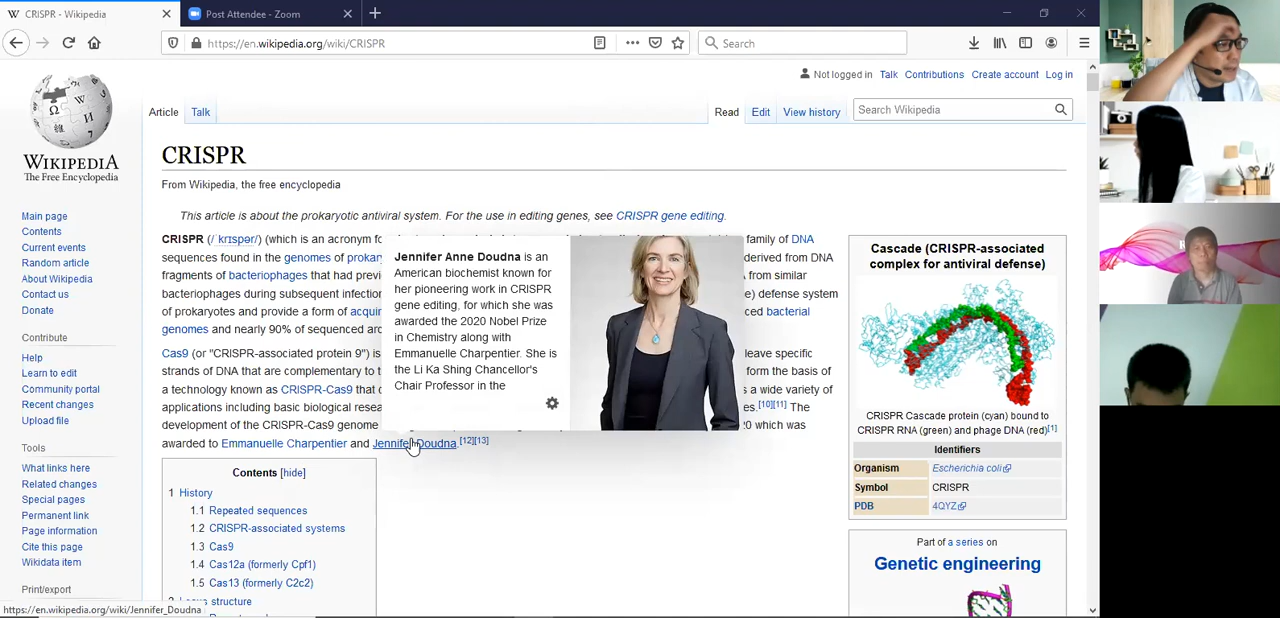 CRISPR - Wikipedia
Post Attendee - Zoom
https://en.wikipedia.org/wiki/CRISPR
Search
Not logged in Talk Contributions Create account Log in
Article Talk
Read Edit View history
Search Wikipedia
WIKIPEDIA
The Free Encyclopedia
Main page
Contents
Current events
Random article
About Wikipedia
Contact us
Donate
Contribute
Help
Learn to edit
Community portal
Recent changes
Upload file
Tools
What links here
Related changes
Special pages
Permanent link
Page information
Cite this page
Wikidata item
Print/export
https://en.wikipedia.org/wiki/Jennifer_Doudna
CRISPR
From Wikipedia, the free encyclopedia
This article is about the prokaryotic antiviral system. For the use in editing genes, see CRISPR gene editing.
CRISPR (/ˈkrɪspər/) (which is an acronym fo family of DNA
sequences found in the genomes of prokary derived from DNA
fragments of bacteriophages that had previ from similar
bacteriophages during subsequent infection e) defense system
of prokaryotes and provide a form of acquir ced bacterial
genomes and nearly 90% of sequenced arc
Cas9 (or "CRISPR-associated protein 9") is leave specific
strands of DNA that are complementary to t form the basis of
a technology known as CRISPR-Cas9 that c s a wide variety of
applications including basic biological resea es.[10][11] The
development of the CRISPR-Cas9 genome 0 which was
awarded to Emmanuelle Charpentier and Jennifer Doudna.[12][13]
Jennifer Anne Doudna is an
American biochemist known for
her pioneering work in CRISPR
gene editing, for which she was
awarded the 2020 Nobel Prize
in Chemistry along with
Emmanuelle Charpentier. She is
the Li Ka Shing Chancellor's
Chair Professor in the
Contents [hide]
1 History
1.1 Repeated sequences
1.2 CRISPR-associated systems
1.3 Cas9
1.4 Cas12a (formerly Cpf1)
1.5 Cas13 (formerly C2c2)
structure
Cascade (CRISPR-associated
complex for antiviral defense)
CRISPR Cascade protein (cyan) bound to
CRISPR RNA (green) and phage DNA (red)[1]
Identifiers
Organism Escherichia coli
Symbol CRISPR
PDB 4QYZ
Part of a series on
Genetic engineering